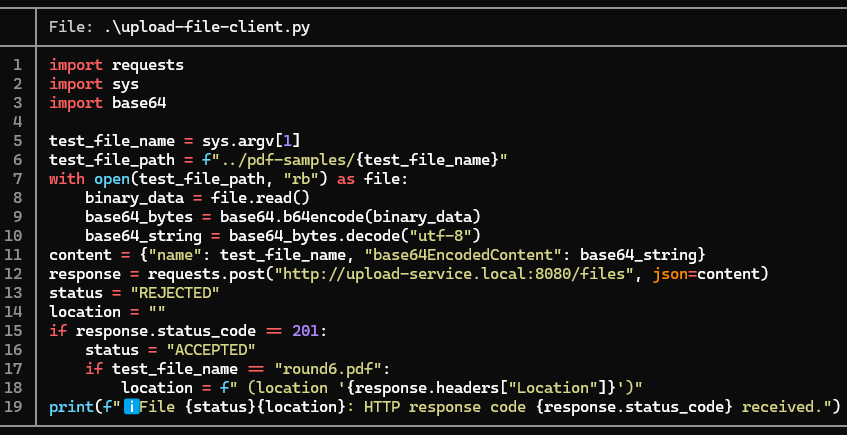 File: .\upload-file-client.py
1 import requests
2 import sys
3 import base64
4
5 test_file_name = sys.argv[1]
6 test_file_path = f"../pdf-samples/{test_file_name}"
7 with open(test_file_path, "rb") as file:
8     binary_data = file.read()
9     base64_bytes = base64.b64encode(binary_data)
10     base64_string = base64_bytes.decode("utf-8")
11 content = {"name": test_file_name, "base64EncodedContent": base64_string}
12 response = requests.post("http://upload-service.local:8080/files", json=content)
13 status = "REJECTED"
14 location = ""
15 if response.status_code == 201:
16     status = "ACCEPTED"
17     if test_file_name == "round6.pdf":
18         location = f" (location '{response.headers["Location"]}')"
19 print(f"ℹ️File {status}{location}: HTTP response code {response.status_code} received.")